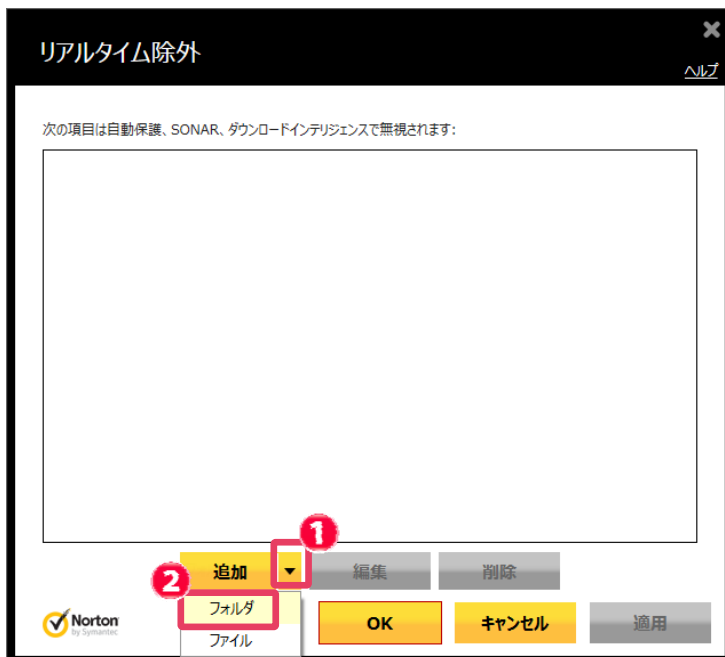 リアルタイム除外
ヘルプ
次の項目は自動保護、SONAR、ダウンロードインテリジェンスで無視されます:
1
追加 編集 削除
2
フォルダ
ファイル
Norton
by Symantec
OK キャンセル 適用